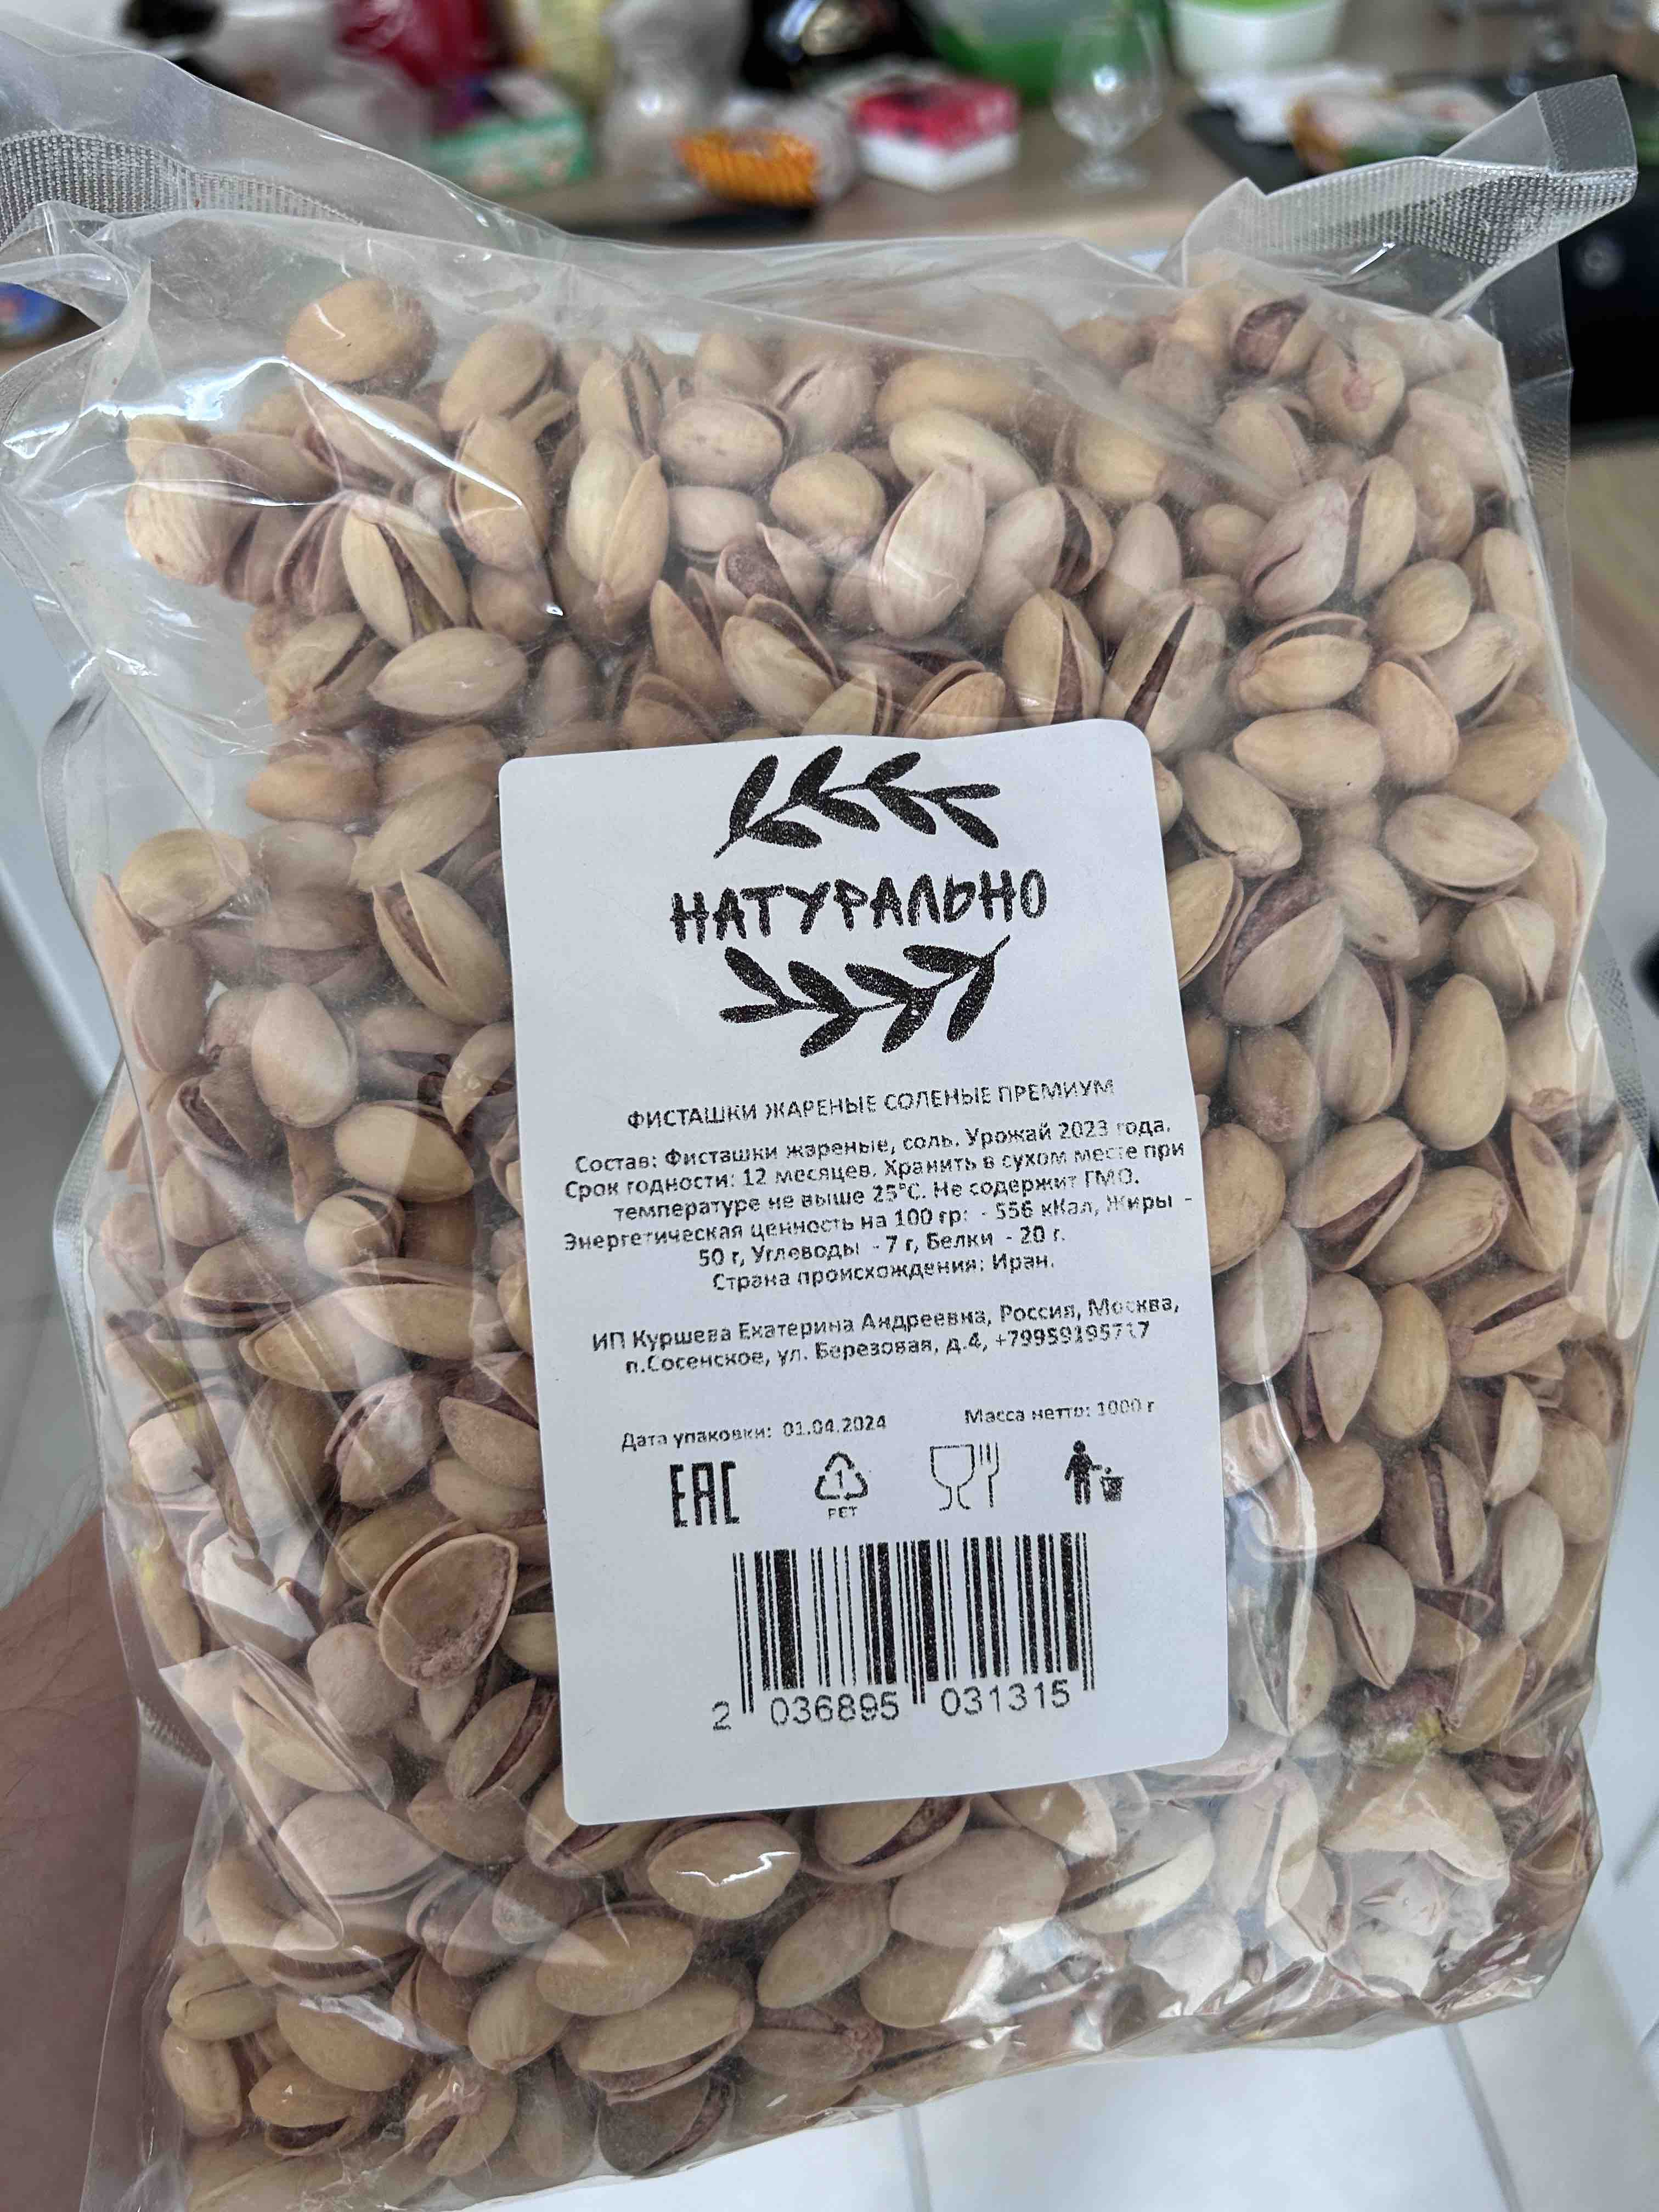 НАТУРАЛЬНО
ФИСТАШКИ ЖАРЕНЫЕ СОЛЕНЫЕ ПРЕМИУМ
Состав: Фисташки жареные, соль. Урожай 2023 года.
Срок годности: 12 месяцев. Хранить в сухом месте при
температуре не выше 25°С. Не содержит ГМО.
Энергетическая ценность на 100 гр: - 556 кКал, Жиры -
50 г, Углеводы - 7 г, Белки - 20 г.
Страна происхождения: Иран.
ИП Куршева Екатерина Андреевна, Россия, Москва,
п.Сосенское, ул. Березовая, д.4, +79959195717
Дата упаковки: 01.04.2024 Масса нетто: 1000 г
ЕАС
1
PET
2 036895 031315